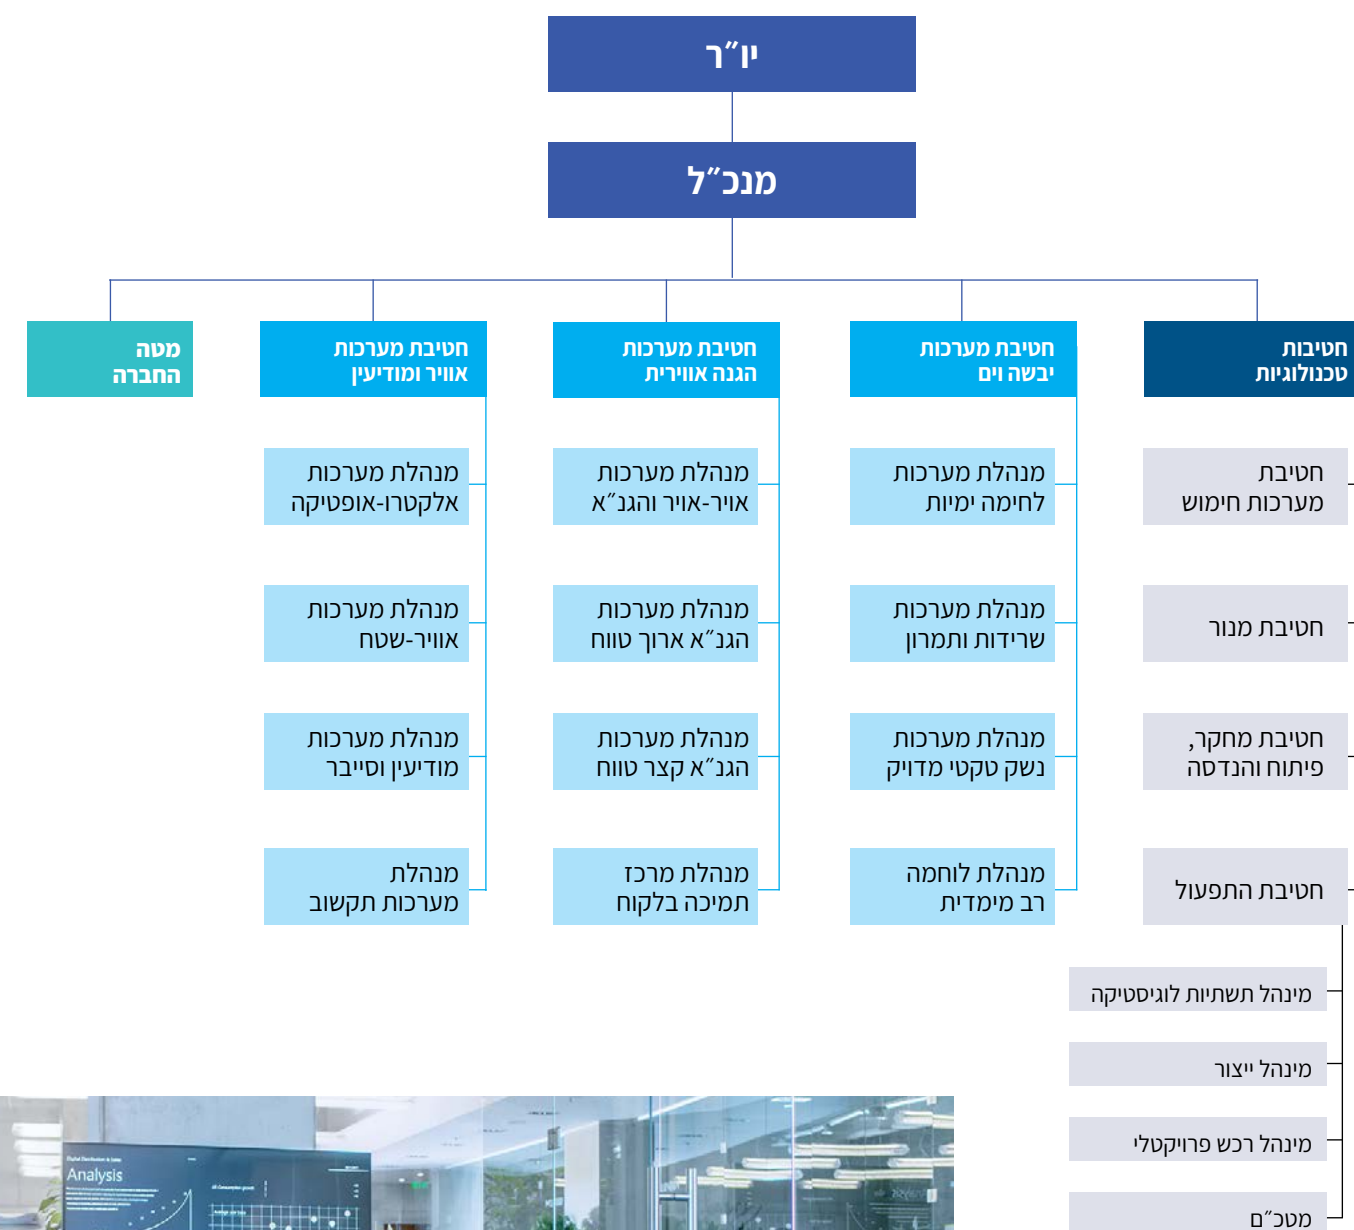 יו״ר
מנכ״ל
חטיבות
טכנולוגיות
חטיבת
מערכות חימוש
חטיבת מנור
חטיבת מחקר,
פיתוח והנדסה
חטיבת התפעול
מינהל תשתיות לוגיסטיקה
מינהל ייצור
מינהל רכש פרויקטלי
מטכ״ם
חטיבת מערכות
יבשה וים
מנהלת מערכות
לחימה ימיות
מנהלת מערכות
שרידות ותמרון
מנהלת מערכות
נשק טקטי מדויק
מנהלת לוחמה
רב מימדית
חטיבת מערכות
הגנה אווירית
מנהלת מערכות
אויר-אויר והגנ״א
מנהלת מערכות
הגנ״א ארוך טווח
מנהלת מערכות
הגנ״א קצר טווח
מנהלת מרכז
תמיכה בלקוח
חטיבת מערכות
אוויר ומודיעין
מנהלת מערכות
אלקטרו-אופטיקה
מנהלת מערכות
אוויר-שטח
מנהלת מערכות
מודיעין וסייבר
מנהלת
מערכות תקשוב
מטה
החברה
Analysis